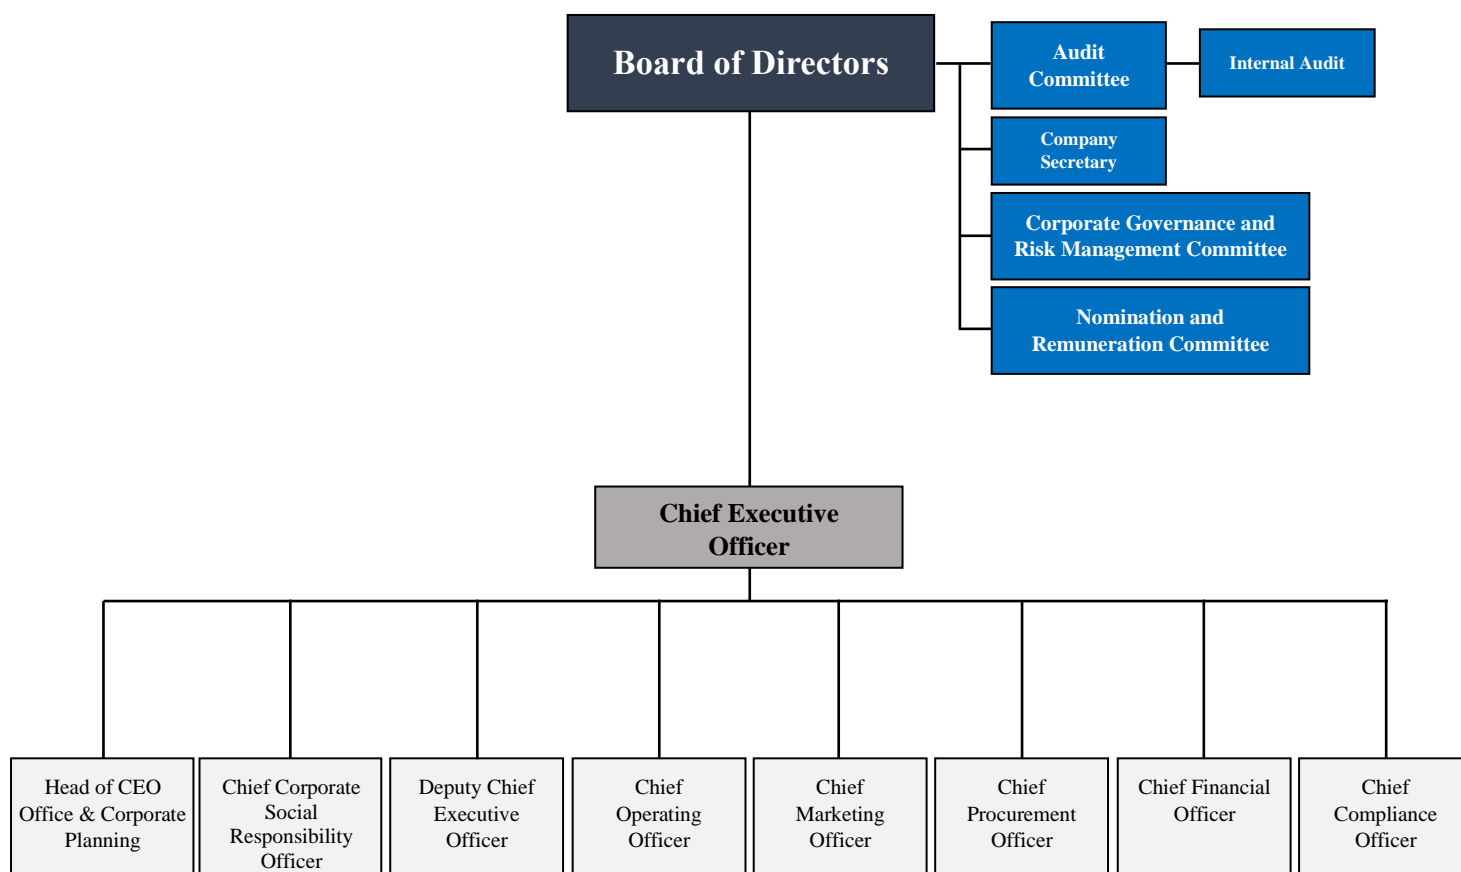 Board of Directors
Audit
Committee
Internal Audit
Company
Secretary
Corporate Governance and
Risk Management Committee
Nomination and
Remuneration Committee
Chief Executive
Officer
Head of CEO
Office & Corporate
Planning
Chief Corporate
Social
Responsibility
Officer
Deputy Chief
Executive
Officer
Chief
Operating
Officer
Chief
Marketing
Officer
Chief
Procurement
Officer
Chief Financial
Officer
Chief
Compliance
Officer